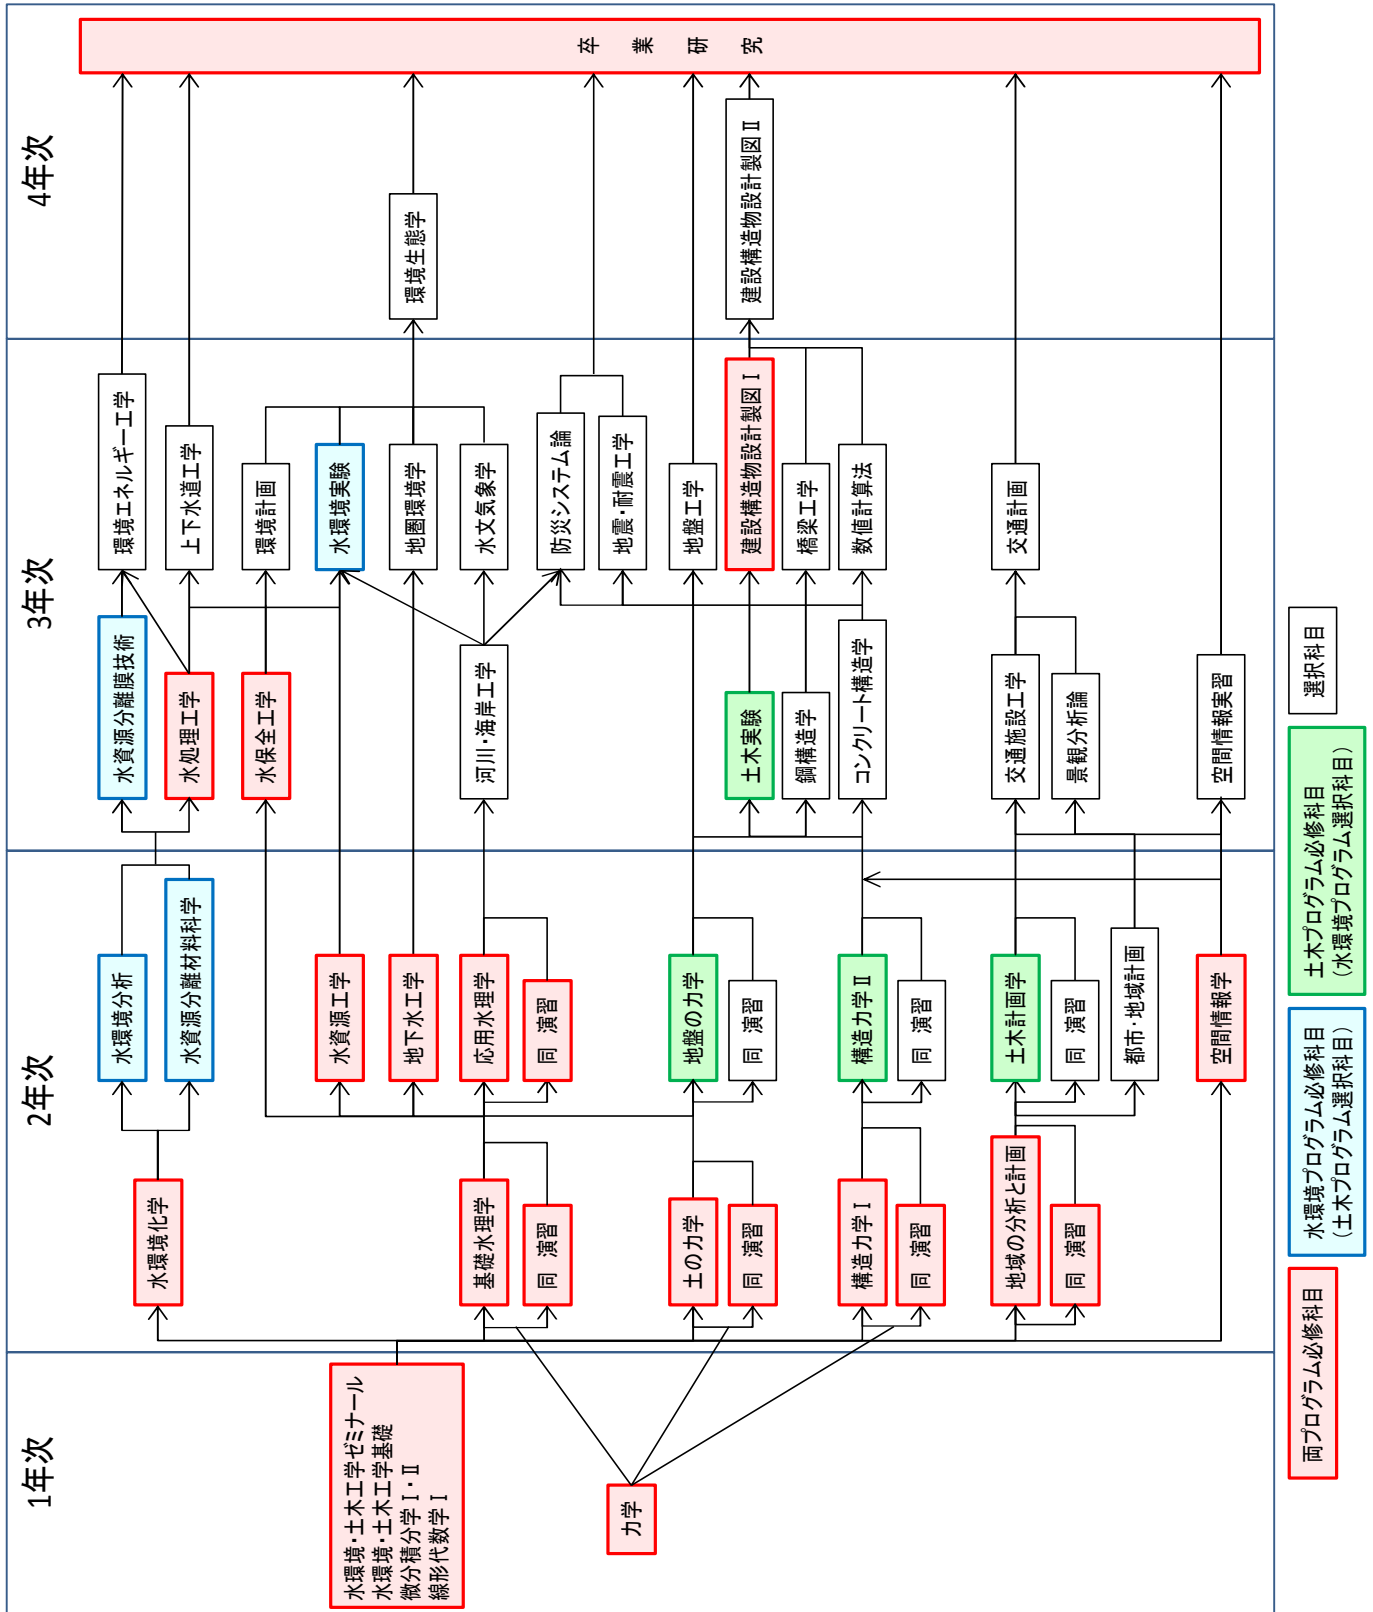 1年次
2年次
3年次
4年次
水環境・土木工学ゼミナール
水環境・土木工学基礎
微分積分学Ⅰ・Ⅱ
線形代数学Ⅰ
力学
水環境化学
基礎水理学
同 演習
土の力学
同 演習
構造力学Ⅰ
同 演習
地域の分析と計画
同 演習
水環境分析
水資源分離材料科学
水資源工学
地下水工学
応用水理学
同 演習
地盤の力学
同 演習
構造力学Ⅱ
同 演習
土木計画学
同 演習
都市・地域計画
空間情報学
水資源分離膜技術
水処理工学
水保全工学
河川・海岸工学
土木実験
鋼構造学
コンクリート構造学
交通施設工学
景観分析論
空間情報実習
環境エネルギー工学
上下水道工学
環境計画
水環境実験
地圏環境学
水文気象学
防災システム論
地震・耐震工学
地盤工学
建設構造物設計製図Ⅰ
橋梁工学
数値計算法
交通計画
環境生態学
建設構造物設計製図Ⅱ
卒業研究
両プログラム必修科目
水環境プログラム必修科目
（土木プログラム選択科目）
土木プログラム必修科目
（水環境プログラム選択科目）
選択科目